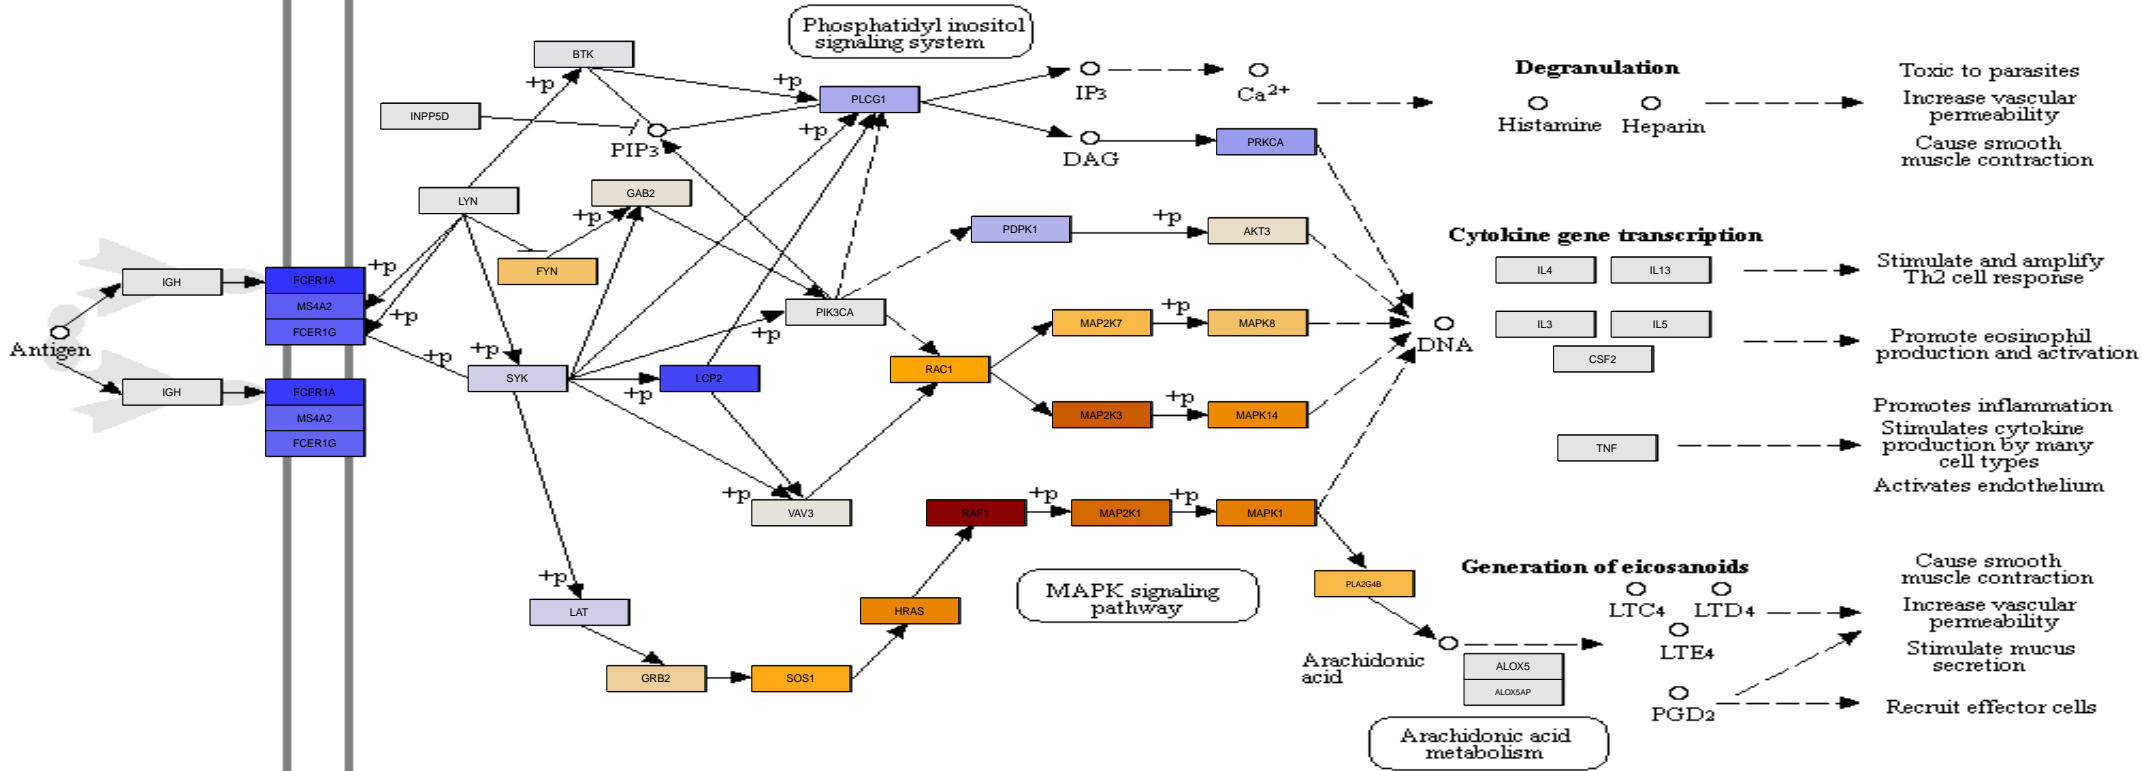 Phosphatidyl inositol
signaling system
BTK
+p
+p
PLCG1
INPP5D
PIP3
+p
IP3
Ca2+
DAG
PRKCA
Degranulation
Histamine
Heparin
Toxic to parasites
Increase vascular
permeability
Cause smooth
muscle contraction
LYN
GAB2
+p
FYN
PDPK1
+p
AKT3
Cytokine gene transcription
IL4
IL13
Stimulate and amplify
Th2 cell response
IL3
IL5
CSF2
Promote eosinophil
production and activation
Antigen
IGH
FCER1A
MS4A2
FCER1G
+p
+p
+p
IGH
FCER1A
MS4A2
FCER1G
+p
SYK
+p
LCP2
+p
PIK3CA
RAC1
MAP2K7
+p
MAPK8
MAP2K3
+p
MAPK14
DNA
TNF
Promotes inflammation
Stimulates cytokine
production by many
cell types
Activates endothelium
+p
VAV3
RAF1
+p
MAP2K1
+p
MAPK1
+p
LAT
HRAS
GRB2
SOS1
MAPK signaling
pathway
PLA2G4B
Arachidonic
acid
Generation of eicosanoids
LTC4
LTD4
LTE4
ALOX5
ALOX5AP
PGD2
Cause smooth
muscle contraction
Increase vascular
permeability
Stimulate mucus
secretion
Recruit effector cells
Arachidonic acid
metabolism